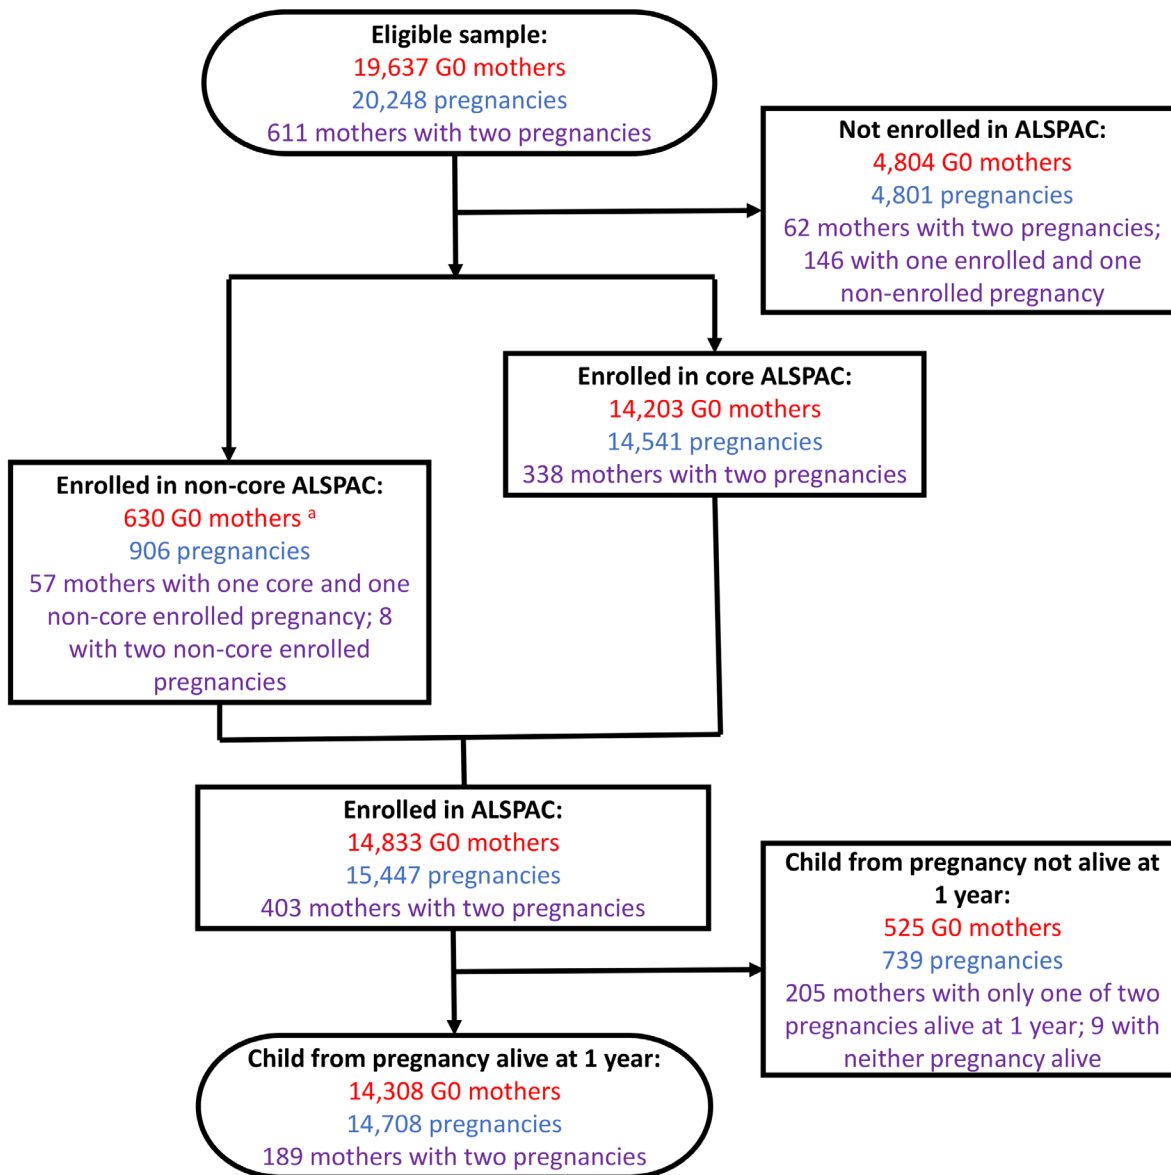 Eligible sample:
19,637 G0 mothers
20,248 pregnancies
611 mothers with two pregnancies
Not enrolled in ALSPAC:
4,804 G0 mothers
4,801 pregnancies
62 mothers with two pregnancies;
146 with one enrolled and one
non-enrolled pregnancy
Enrolled in core ALSPAC:
14,203 G0 mothers
14,541 pregnancies
338 mothers with two pregnancies
Enrolled in non-core ALSPAC:
630 G0 mothers a
906 pregnancies
57 mothers with one core and one
non-core enrolled pregnancy; 8
with two non-core enrolled
pregnancies
Enrolled in ALSPAC:
14,833 G0 mothers
15,447 pregnancies
403 mothers with two pregnancies
Child from pregnancy not alive at
1 year:
525 G0 mothers
739 pregnancies
205 mothers with only one of two
pregnancies alive at 1 year; 9 with
neither pregnancy alive
Child from pregnancy alive at 1 year:
14,308 G0 mothers
14,708 pregnancies
189 mothers with two pregnancies